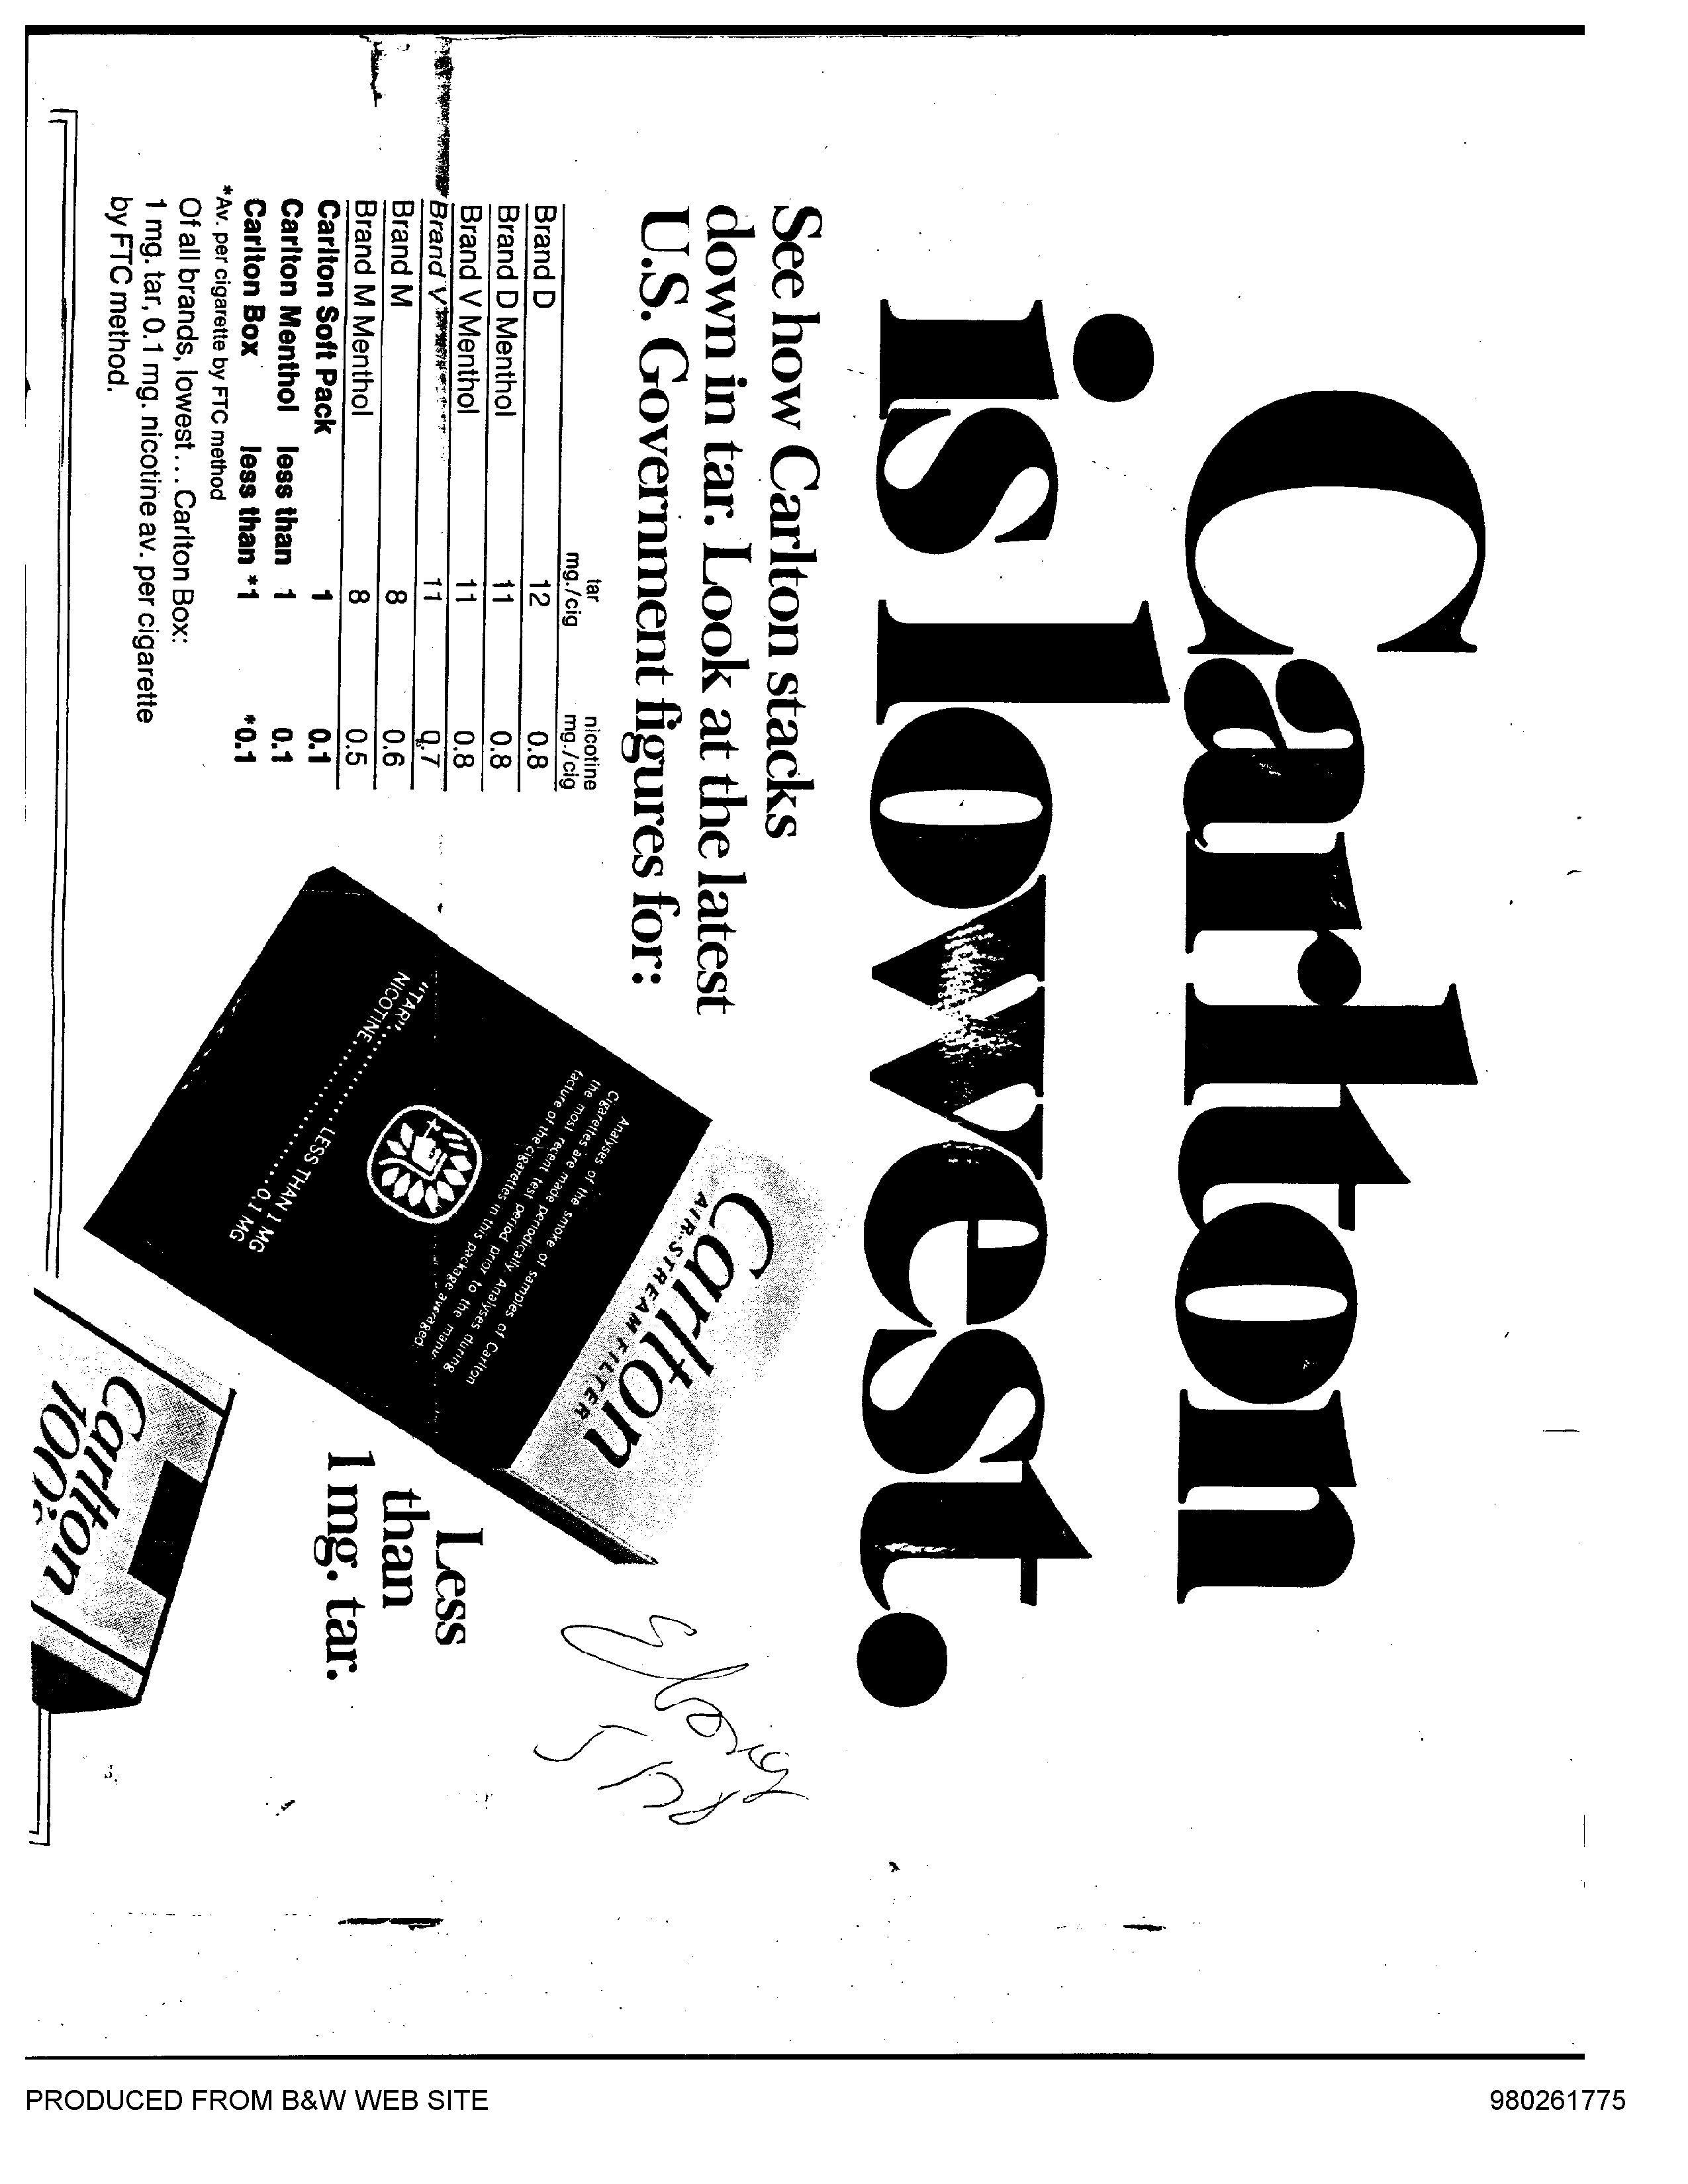 Carlton
is lowest.
See how Carlton stacks
down in tar. Look at the latest
U.S. Government figures for:
tar nicotine
mg./cig mg./cig
Brand D 12 0.8
Brand D Menthol 11 0.8
Brand V Menthol 11 0.8
Brand V 11 0.7
Brand M 8 0.6
Brand M Menthol 8 0.5
Carlton Soft Pack 1 0.1
Carlton Menthol less than 1 0.1
Carlton Box less than *1 *0.1
*Av. per cigarette by FTC method
Of all brands, lowest... Carlton Box:
1 mg. tar, 0.1 mg. nicotine av. per cigarette
by FTC method.
Carlton
AIR-STREAM FILTER
Analyses of the smoke of samples of Carlton
Cigarettes are made periodically. Analyses during
the most recent test period prior to the manu-
facture of the cigarettes in this package averaged:
"TAR"..........LESS THAN 1 MG
NICOTINE..........0.1 MG
Less
than
1 mg. tar.
Carlton
100s
PRODUCED FROM B&W WEB SITE
980261775